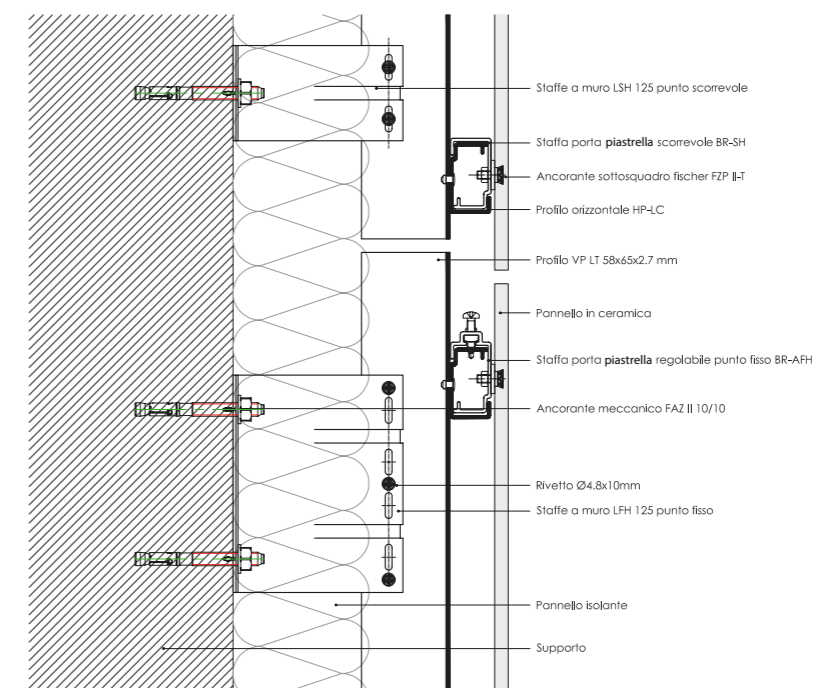 Staffe a muro LSH 125 punto scorrevole
Staffa porta piastrella scorrevole BR-SH
Ancorante sottosquadro fischer FZP II-T
Profilo orizzontale HP-LC
Profilo VP LT 58x65x2.7 mm
Pannello in ceramica
Staffa porta piastrella regolabile punto fisso BR-AFH
Ancorante meccanico FAZ II 10/10
Rivetto Ø4.8x10mm
Staffe a muro LFH 125 punto fisso
Pannello isolante
Supporto